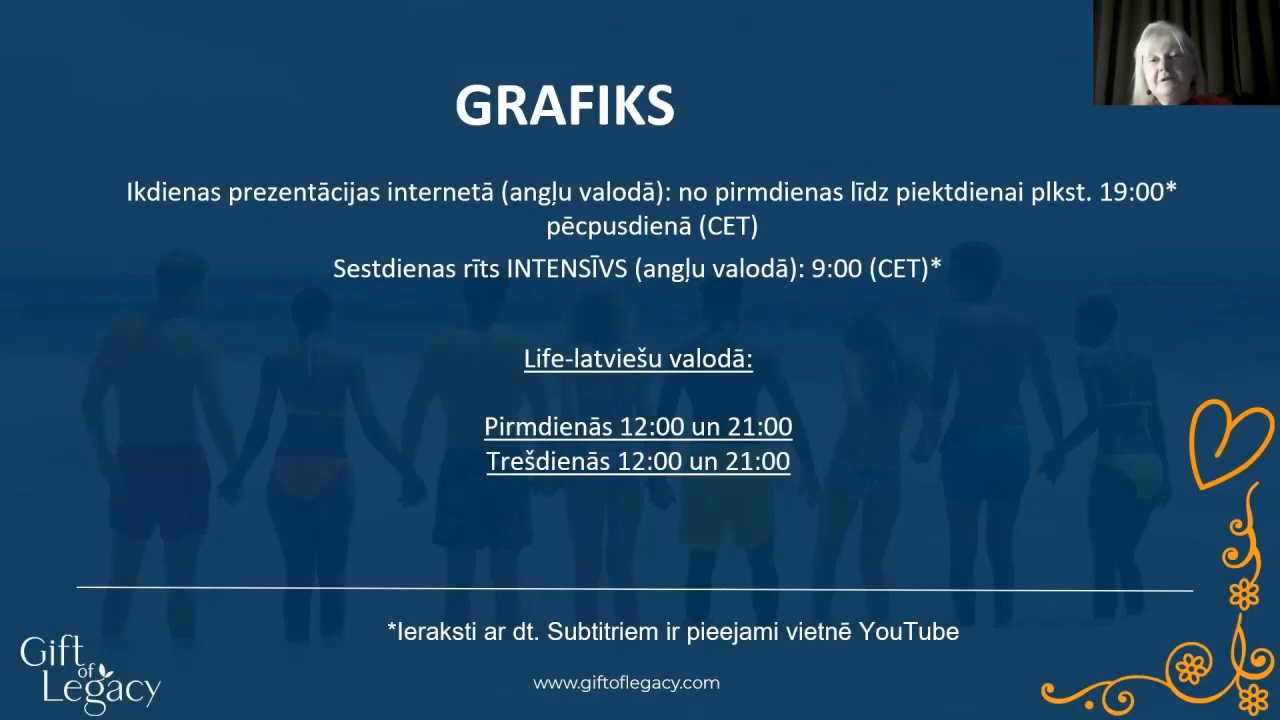 GRAFIKS
Ikdienas prezentācijas internetā (angļu valodā): no pirmdienas līdz piektdienai plkst. 19:00*
pēcpusdienā (CET)
Sestdienas rīts INTENSĪVS (angļu valodā): 9:00 (CET)*
Life-latviešu valodā:
Pirmdienās 12:00 un 21:00
Trešdienās 12:00 un 21:00
*Ieraksti ar dt. Subtitriem ir pieejami vietnē YouTube
Gift
of
Legacy
www.giftoflegacy.com